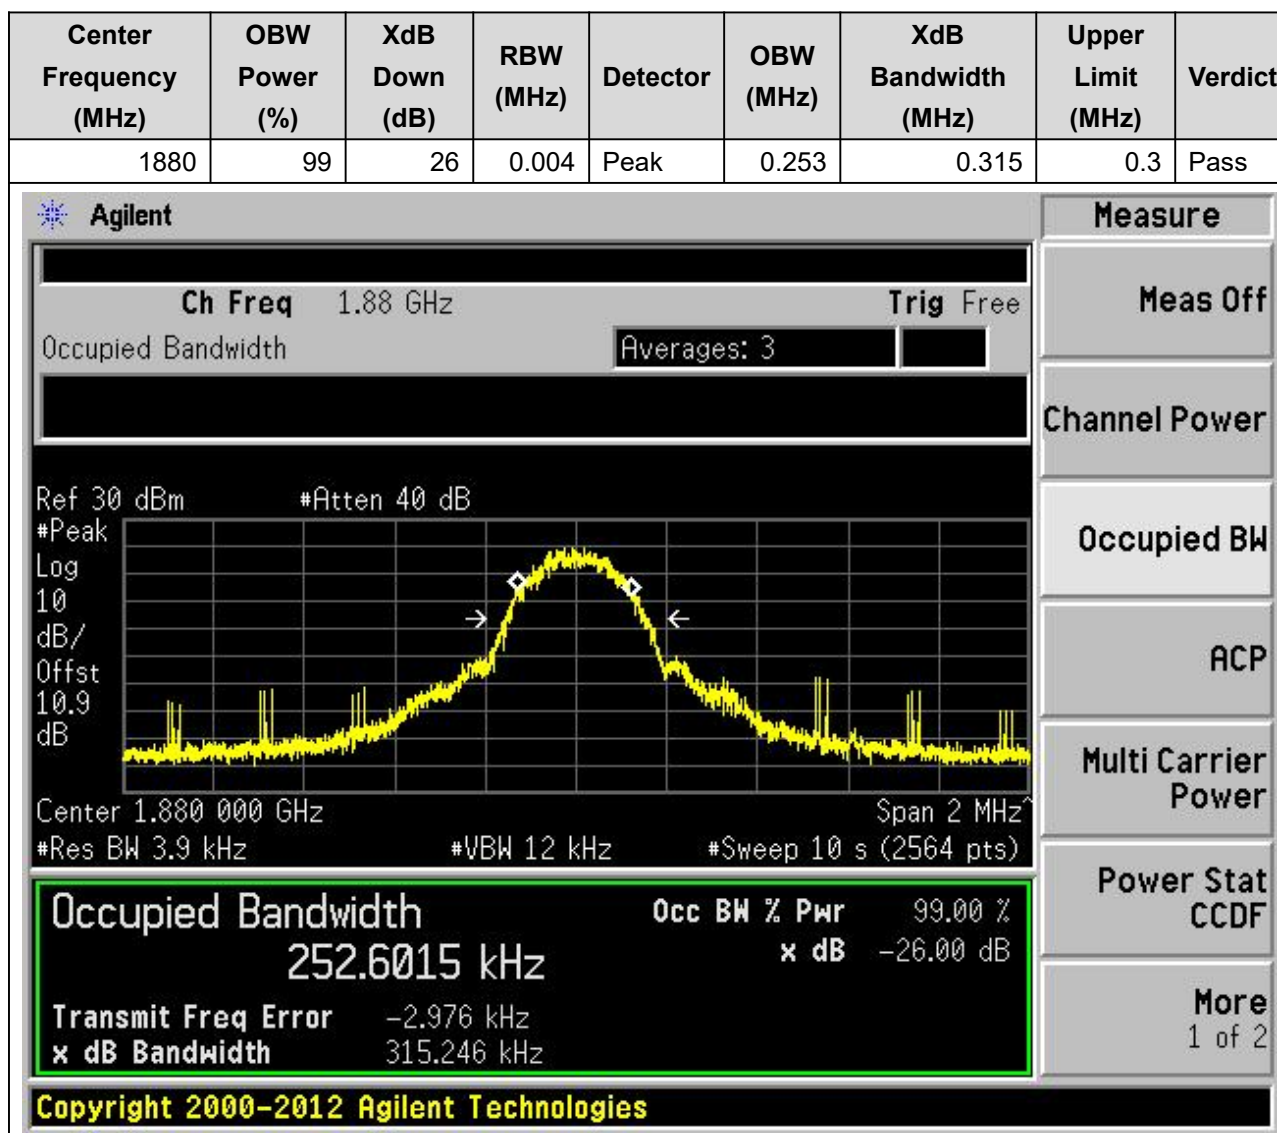 Center Frequency (MHz) OBW Power (%) XdB Down (dB) RBW (MHz) Detector OBW (MHz) XdB Bandwidth (MHz) Upper Limit (MHz) Verdict
1880 99 26 0.004 Peak 0.253 0.315 0.3 Pass
Agilent
Measure
Ch Freq 1.88 GHz Trig Free
Meas Off
Occupied Bandwidth Averages: 3
Channel Power
Ref 30 dBm #Atten 40 dB
#Peak
Log
10
dB/
Offst
10.9
dB
Occupied BW
ACP
Multi Carrier
Power
Center 1.880 000 GHz Span 2 MHz^
#Res BW 3.9 kHz #VBW 12 kHz #Sweep 10 s (2564 pts)
Power Stat
CCDF
Occupied Bandwidth Occ BW % Pwr 99.00 %
252.6015 kHz x dB -26.00 dB
Transmit Freq Error -2.976 kHz
x dB Bandwidth 315.246 kHz
More
1 of 2
Copyright 2000-2012 Agilent Technologies